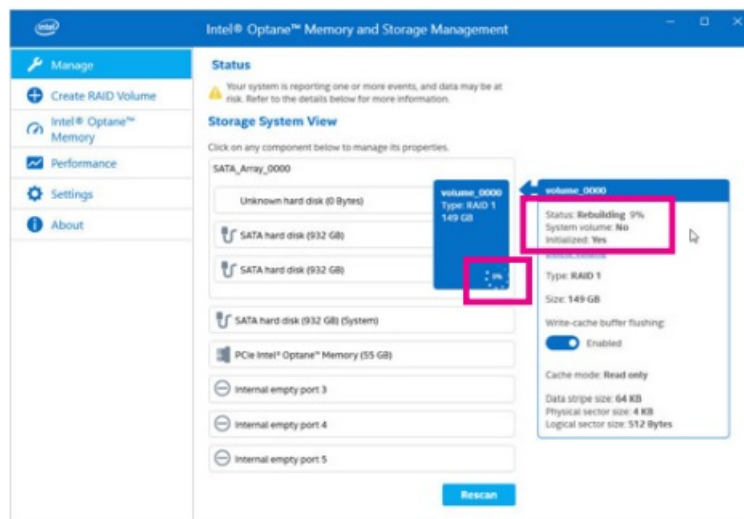 intel
Intel® Optane™ Memory and Storage Management
Manage
Create RAID Volume
Intel® Optane™
Memory
Performance
Settings
About
Status
Your system is reporting one or more events, and data may be at
risk. Refer to the details below for more information.
Storage System View
Click on any component below to manage its properties.
SATA_Array_0000
Unknown hard disk (0 Bytes)
SATA hard disk (932 GB)
SATA hard disk (932 GB)
volume_0000
Type: RAID 1
149 GB
9%
SATA hard disk (932 GB) (System)
PCIe Intel® Optane™ Memory (55 GB)
Internal empty port 3
Internal empty port 4
Internal empty port 5
Rescan
volume_0000
Status: Rebuilding 9%
System volume: No
Initialized: Yes
Delete volume
Type: RAID 1
Size: 149 GB
Write-cache buffer flushing:
Enabled
Cache mode: Read only
Data stripe size: 64 KB
Physical sector size: 4 KB
Logical sector size: 512 Bytes